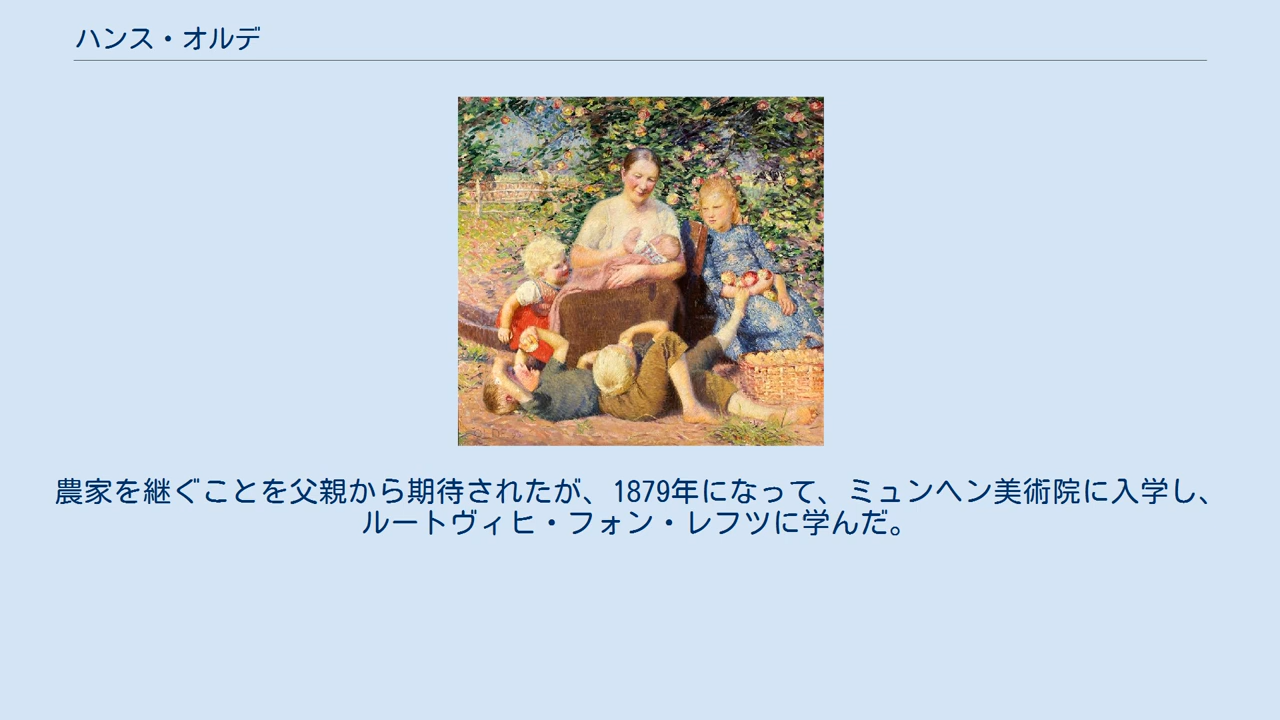 ハンス・オルデ
農家を継ぐことを父親から期待されたが、1879年になって、ミュンヘン美術院に入学し、
ルートヴィヒ・フォン・レフツに学んだ。